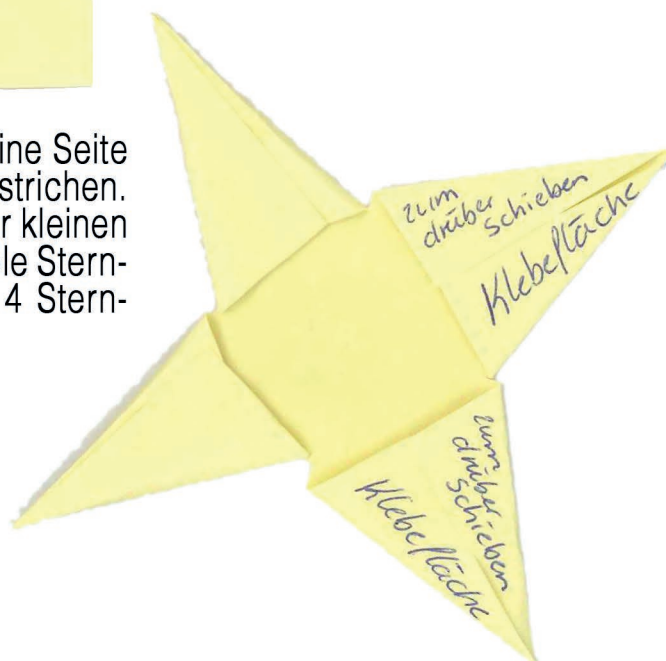 ine Seite
strichen.
r kleinen
le Stern-
4 Stern-
zum
drüber schieben
Klebefläche
zum
drüber
schieben
Klebefläche